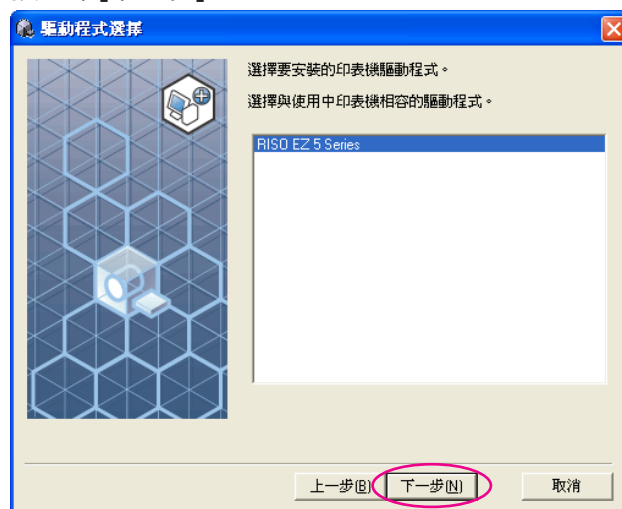 驅動程式選擇
選擇要安裝的印表機驅動程式。
選擇與使用中印表機相容的驅動程式。
RISO EZ 5 Series
上一步(B)
下一步(N)
取消